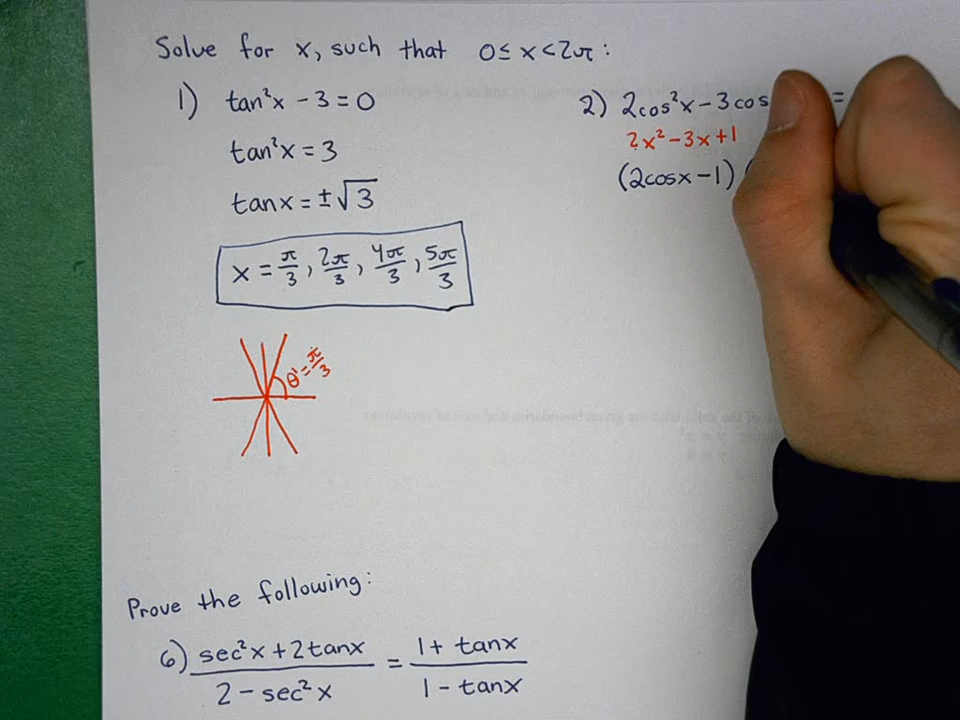 Solve for x, such that 0 ≤ x < 2π :
1) tan²x - 3 = 0
tan²x = 3
tanx = ±√3
x = π/3, 2π/3, 4π/3, 5π/3
θ' = π/3
2) 2cos²x - 3cos =
2x² - 3x + 1
(2cosx - 1) (
Prove the following:
6) (sec²x + 2tanx)/(2 - sec²x) = (1 + tanx)/(1 - tanx)